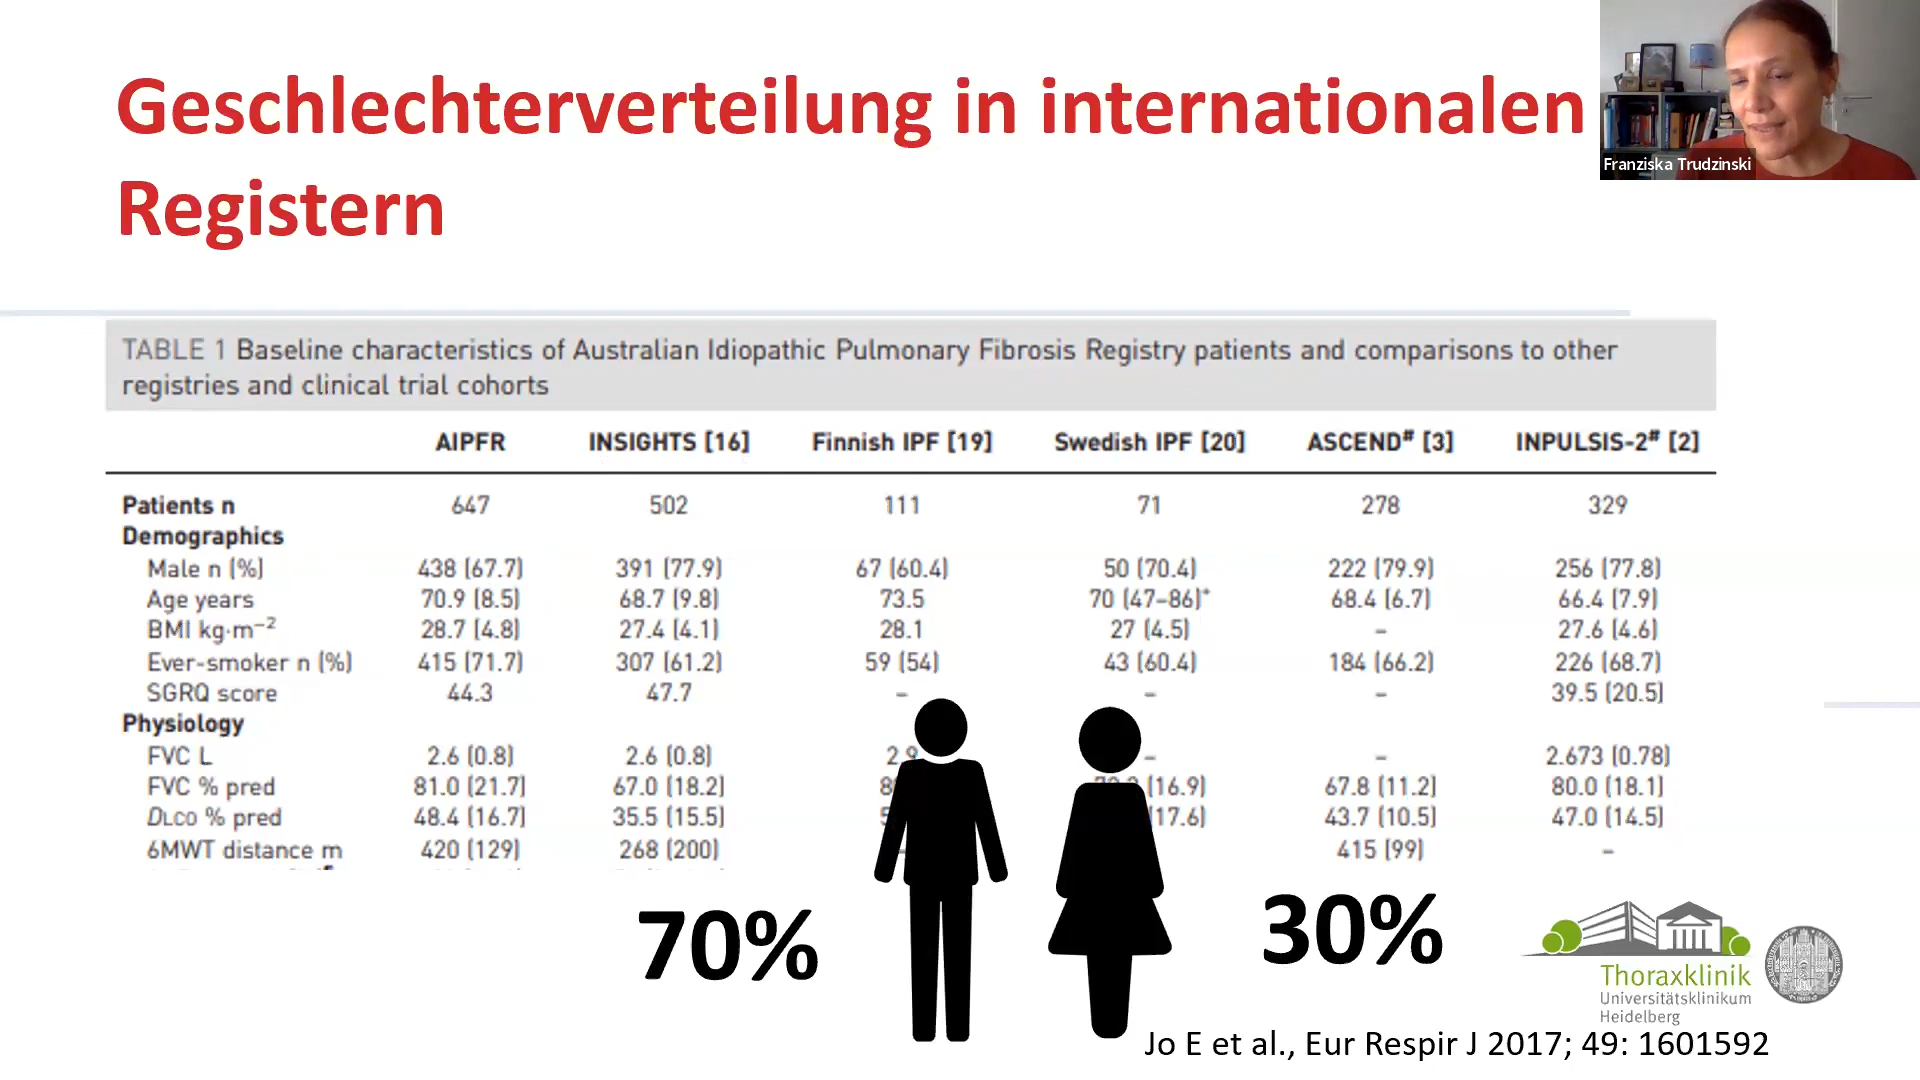 Geschlechterverteilung in internationalen
Registern
Franziska Trudzinski
TABLE 1 Baseline characteristics of Australian Idiopathic Pulmonary Fibrosis Registry patients and comparisons to other
registries and clinical trial cohorts
AIPFR INSIGHTS [16] Finnish IPF [19] Swedish IPF [20] ASCEND# [3] INPULSIS-2# [2]
Patients n 647 502 111 71 278 329
Demographics
Male n (%) 438 (67.7) 391 (77.9) 67 (60.4) 50 (70.4) 222 (79.9) 256 (77.8)
Age years 70.9 (8.5) 68.7 (9.8) 73.5 70 (47–86)* 68.4 (6.7) 66.4 (7.9)
BMI kg·m⁻² 28.7 (4.8) 27.4 (4.1) 28.1 27 (4.5) – 27.6 (4.6)
Ever-smoker n (%) 415 (71.7) 307 (61.2) 59 (54) 43 (60.4) 184 (66.2) 226 (68.7)
SGRQ score 44.3 47.7 – – – 39.5 (20.5)
Physiology
FVC L 2.6 (0.8) 2.6 (0.8) – – 2.673 (0.78)
FVC % pred 81.0 (21.7) 67.0 (18.2) (16.9) 67.8 (11.2) 80.0 (18.1)
DLCO % pred 48.4 (16.7) 35.5 (15.5) (17.6) 43.7 (10.5) 47.0 (14.5)
6MWT distance m 420 (129) 268 (200) – 415 (99) –
70% 30%
Thoraxklinik
Universitätsklinikum
Heidelberg
Jo E et al., Eur Respir J 2017; 49: 1601592